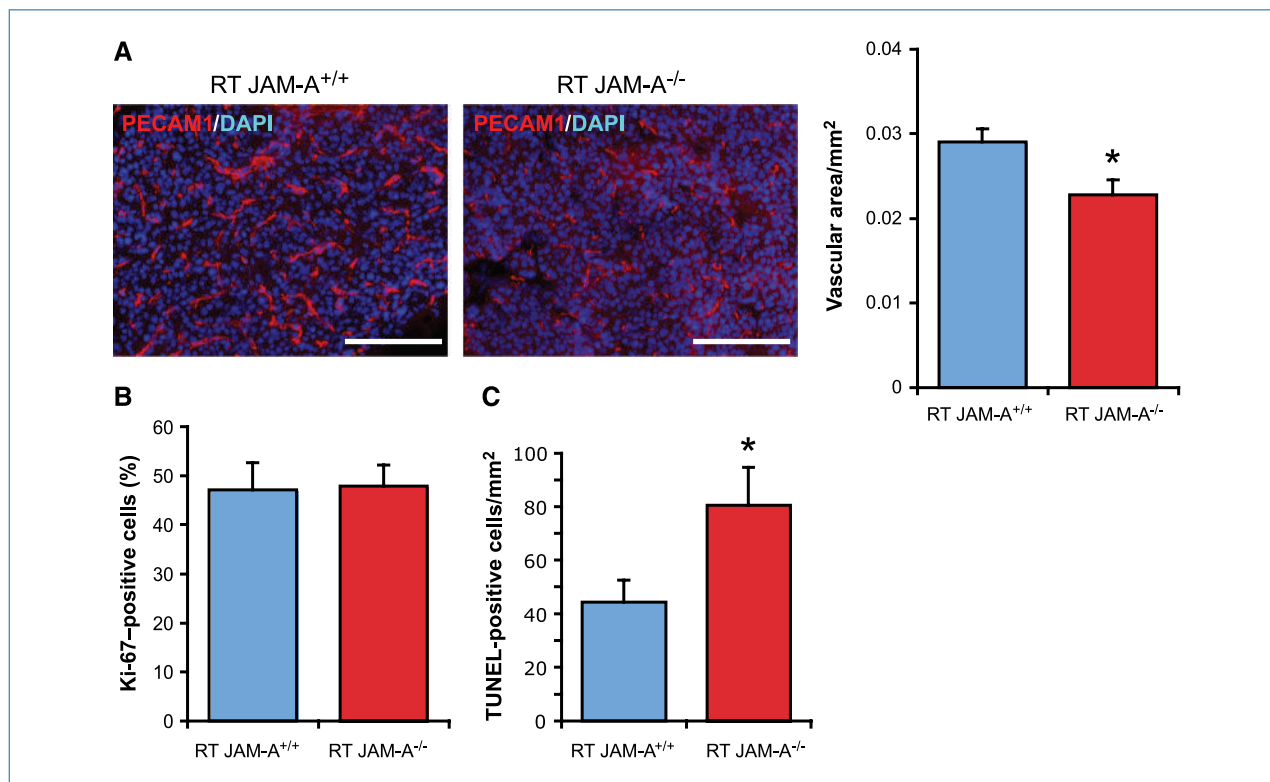 A
RT JAM-A+/+
RT JAM-A-/-
PECAM1/DAPI
PECAM1/DAPI
Vascular area/mm2
0.04
0.03
0.02
0.01
0
*
RT JAM-A+/+
RT JAM-A-/-
B
Ki-67–positive cells (%)
60
50
40
30
20
10
0
RT JAM-A+/+
RT JAM-A-/-
C
TUNEL-positive cells/mm2
100
80
60
40
20
0
*
RT JAM-A+/+
RT JAM-A-/-